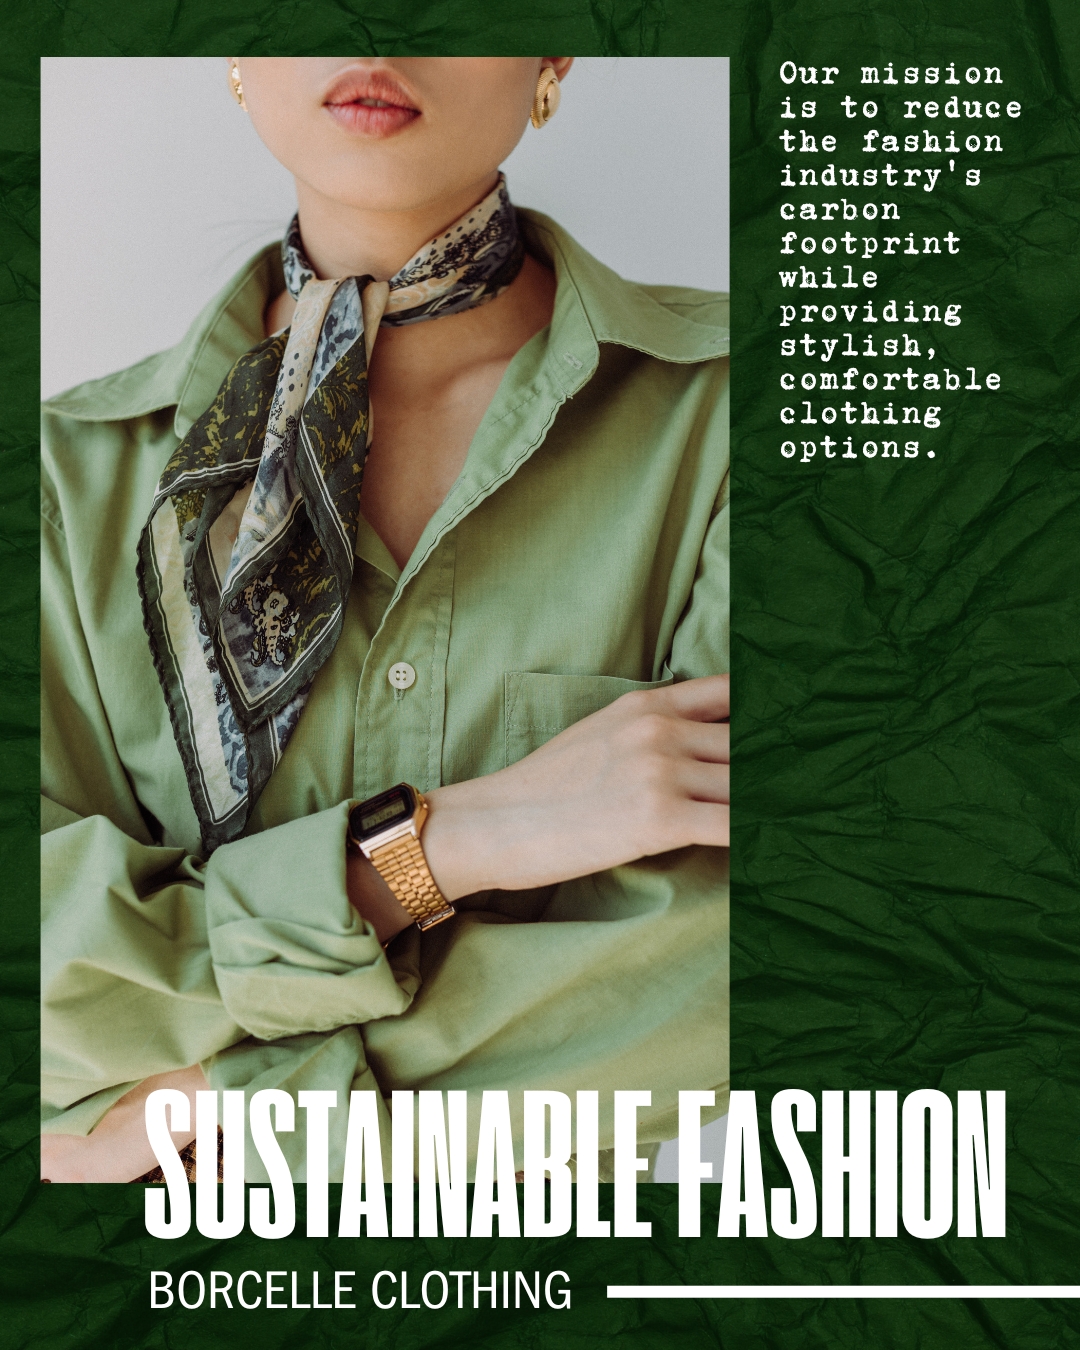 Our mission
is to reduce
the fashion
industry's
carbon
footprint
while
providing
stylish,
comfortable
clothing
options.
SUSTAINABLE FASHION
BORCELLE CLOTHING